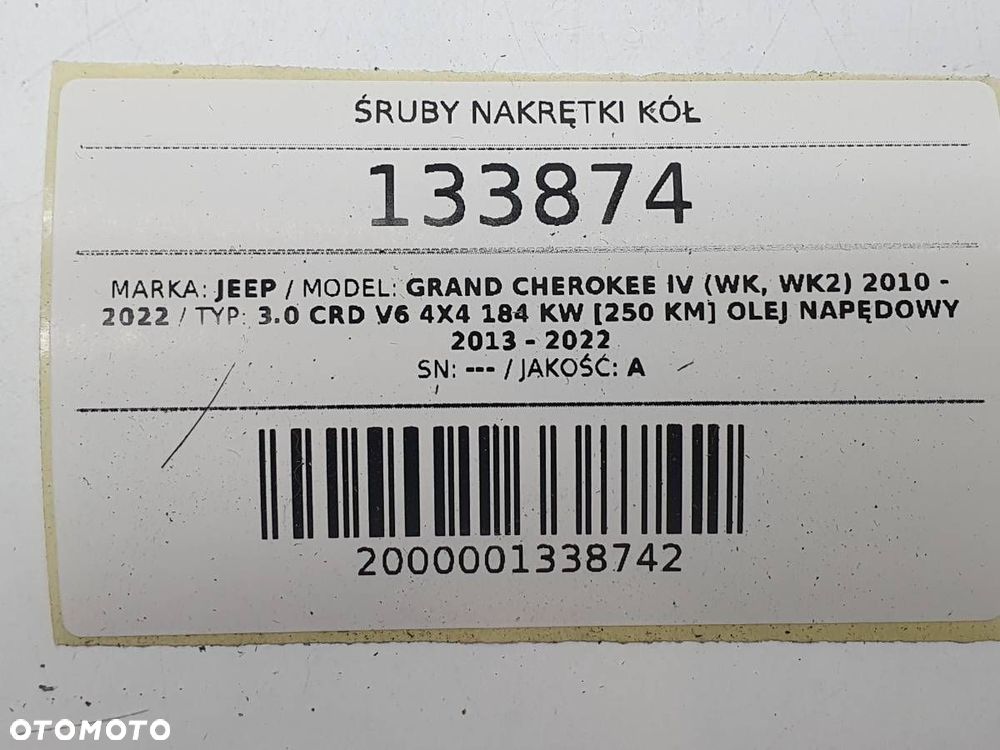 ŚRUBY NAKRĘTKI KÓŁ
133874
MARKA: JEEP / MODEL: GRAND CHEROKEE IV (WK, WK2) 2010 -
2022 / TYP: 3.0 CRD V6 4X4 184 KW [250 KM] OLEJ NAPĘDOWY
2013 - 2022
SN: --- / JAKOŚĆ: A
2000001338742
OTOMOTO